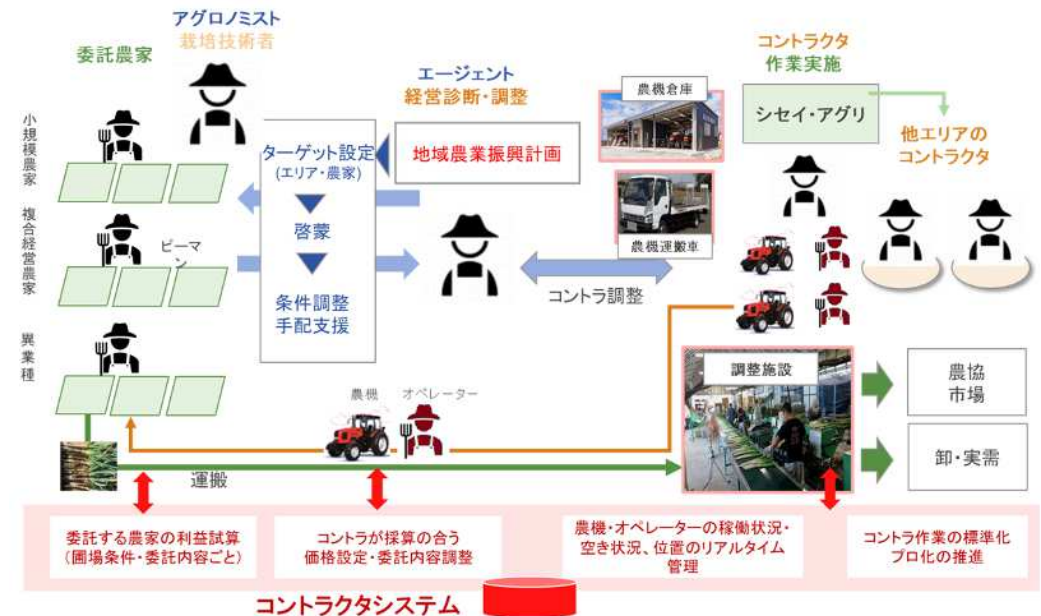 アグロノミスト
栽培技術者
委託農家
エージェント
経営診断・調整
コントラクタ
作業実施
農機倉庫
シセイ・アグリ
他エリアの
コントラクタ
小規模農家
ターゲット設定
(エリア・農家)
地域農業振興計画
農機運搬車
複合経営農家
ピーマ
ン
啓蒙
コントラ調整
条件調整
手配支援
異業種
農機
オペレーター
調整施設
農協
市場
卸・実需
運搬
委託する農家の利益試算
(圃場条件・委託内容ごと)
コントラが採算の合う
価格設定・委託内容調整
農機・オペレーターの稼働状況・
空き状況、位置のリアルタイム
管理
コントラ作業の標準化
プロ化の推進
コントラクタシステム